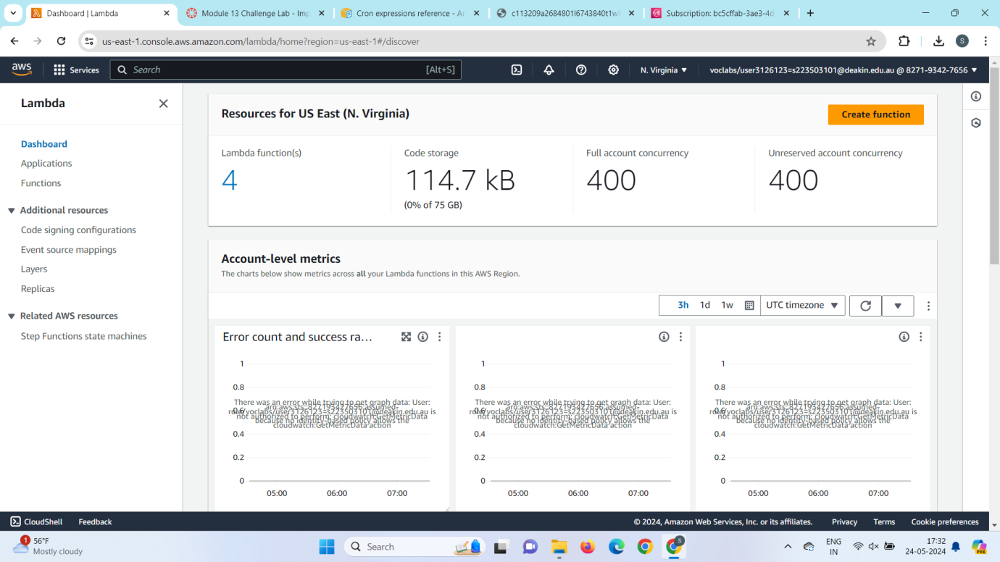 Dashboard | Lambda
Module 13 Challenge Lab - Imp
Cron expressions reference - Am
c113209a2684801l6743840t1w8
Subscription: bc5cffab-3ae3-4d
us-east-1.console.aws.amazon.com/lambda/home?region=us-east-1#/discover
S
aws
Services
Search
[Alt+S]
N. Virginia
voclabs/user3126123=s223503101@deakin.edu.au @ 8271-9342-7656
Lambda
Dashboard
Applications
Functions
Additional resources
Code signing configurations
Event source mappings
Layers
Replicas
Related AWS resources
Step Functions state machines
Resources for US East (N. Virginia)
Create function
Lambda function(s)
4
Code storage
114.7 kB
(0% of 75 GB)
Full account concurrency
400
Unreserved account concurrency
400
Account-level metrics
The charts below show metrics across all your Lambda functions in this AWS Region.
3h 1d 1w
UTC timezone
Error count and success ra...
1
0.8
0.6
0.4
0.2
0
There was an error while trying to get graph data: User:
arn:aws:sts::827193427656:assumed-
role/voclabs/user3126123=s223503101@deakin.edu.au is
not authorized to perform: cloudwatch:GetMetricData
because no identity-based policy allows the
cloudwatch:GetMetricData action
05:00 06:00 07:00
1
0.8
0.6
0.4
0.2
0
There was an error while trying to get graph data: User:
arn:aws:sts::827193427656:assumed-
role/voclabs/user3126123=s223503101@deakin.edu.au is
not authorized to perform: cloudwatch:GetMetricData
because no identity-based policy allows the
cloudwatch:GetMetricData action
05:00 06:00 07:00
1
0.8
0.6
0.4
0.2
0
There was an error while trying to get graph data: User:
arn:aws:sts::827193427656:assumed-
role/voclabs/user3126123=s223503101@deakin.edu.au is
not authorized to perform: cloudwatch:GetMetricData
because no identity-based policy allows the
cloudwatch:GetMetricData action
05:00 06:00 07:00
CloudShell
Feedback
© 2024, Amazon Web Services, Inc. or its affiliates.
Privacy
Terms
Cookie preferences
1
56°F
Mostly cloudy
Search
S
ENG
IN
17:32
24-05-2024
PRE